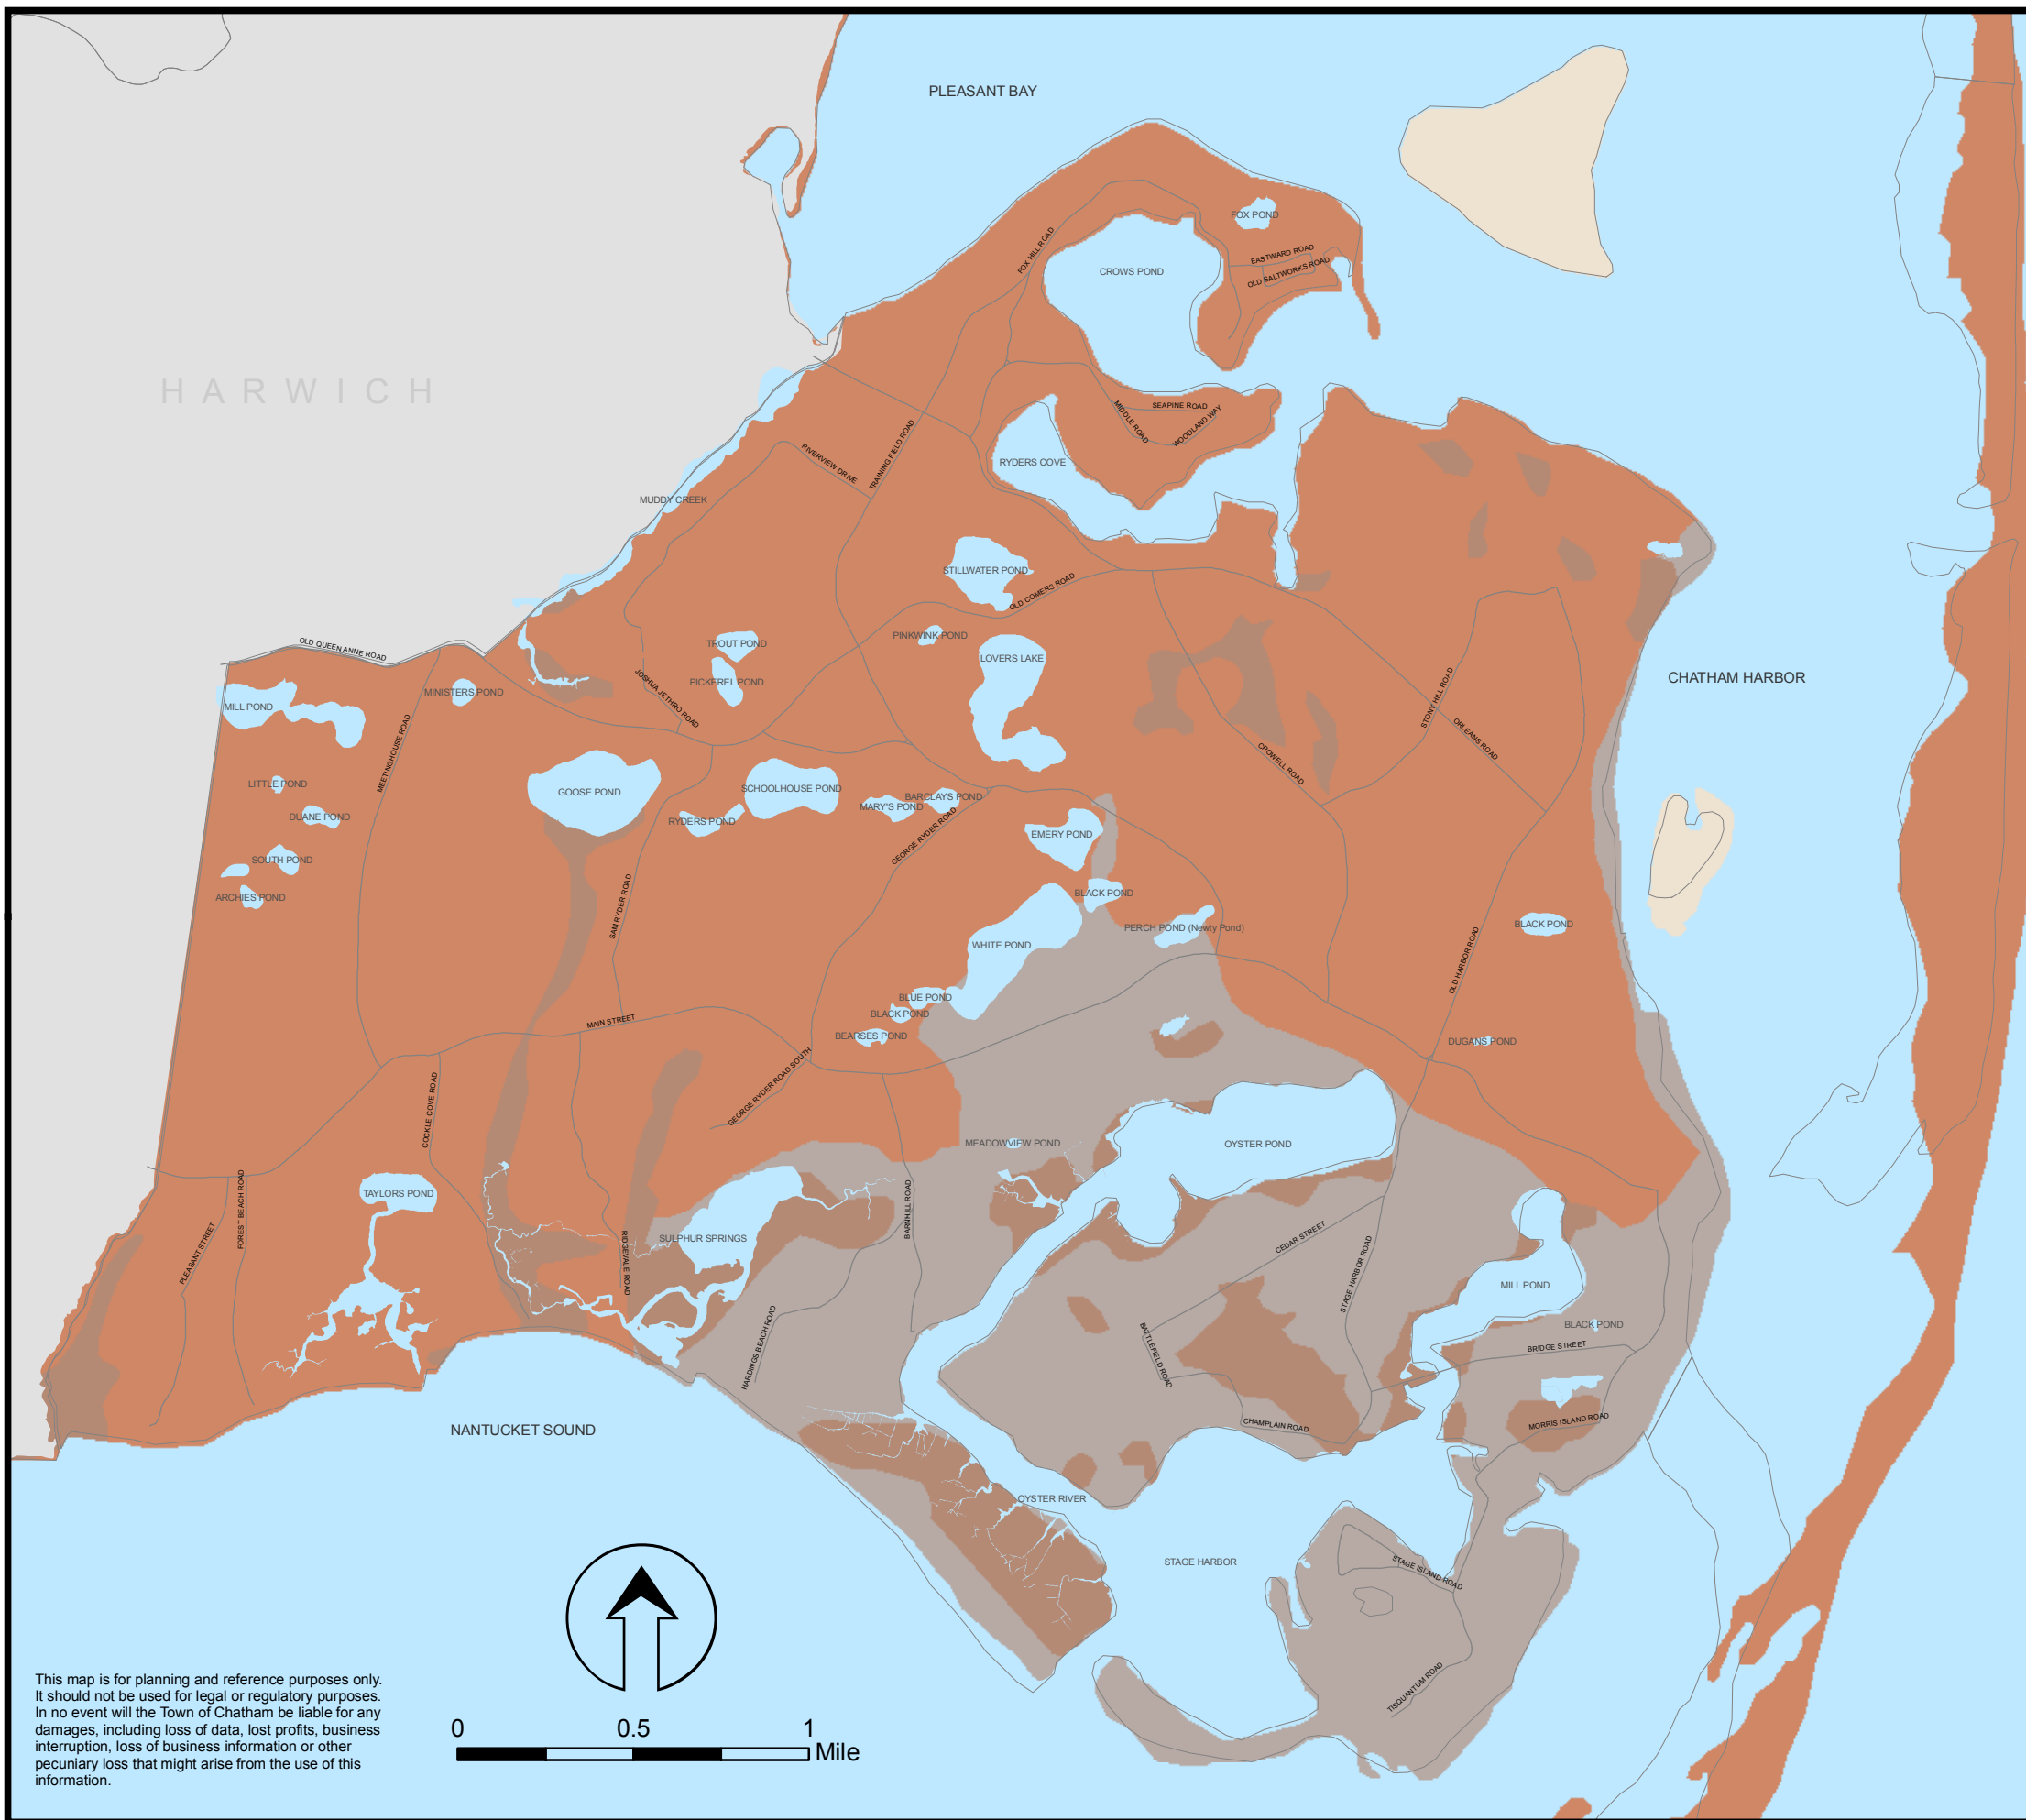 PLEASANT BAY
FOX POND
FOX HILL ROAD
EASTWARD ROAD
CROWS POND
OLD SALTWORKS ROAD
HARWICH
SEAPINE ROAD
MIDDLE ROAD
WOODLAND WAY
TRAINING FIELD ROAD
RIVERVIEW DRIVE
RYDERS COVE
MUDDY CREEK
STILLWATER POND
OLD COMERS ROAD
PINKWINK POND
TROUT POND
OLD QUEEN ANNE ROAD
LOVERS LAKE
CHATHAM HARBOR
PICKEREL POND
JOSHUA JETHRO ROAD
MINISTERS POND
STONY HILL ROAD
MILL POND
MEETINGHOUSE ROAD
ORLEANS ROAD
CROWELL ROAD
LITTLE POND
GOOSE POND
SCHOOLHOUSE POND
BARCLAYS POND
MARY'S POND
DUANE POND
RYDERS POND
GEORGE RYDER ROAD
EMERY POND
SOUTH POND
BLACK POND
ARCHIES POND
SAM RYDER ROAD
PERCH POND (Newty Pond)
BLACK POND
WHITE POND
OLD HARBOR ROAD
BLUE POND
BLACK POND
MAIN STREET
BEARSES POND
DUGANS POND
GEORGE RYDER ROAD SOUTH
COCKLE COVE ROAD
MEADOWVIEW POND
OYSTER POND
TAYLORS POND
FOREST BEACH ROAD
BARN HILL ROAD
PLEASANT STREET
SULPHUR SPRINGS
CEDAR STREET
RIDGEVALE ROAD
STAGE HARBOR ROAD
MILL POND
BLACK POND
HARDINGS BEACH ROAD
BATTLEFIELD ROAD
BRIDGE STREET
NANTUCKET SOUND
CHAMPLAIN ROAD
MORRIS ISLAND ROAD
OYSTER RIVER
STAGE HARBOR
STAGE ISLAND ROAD
TISQUANTUM ROAD
This map is for planning and reference purposes only.
It should not be used for legal or regulatory purposes.
In no event will the Town of Chatham be liable for any
damages, including loss of data, lost profits, business
interruption, loss of business information or other
pecuniary loss that might arise from the use of this
information.
0 0.5 1
Mile